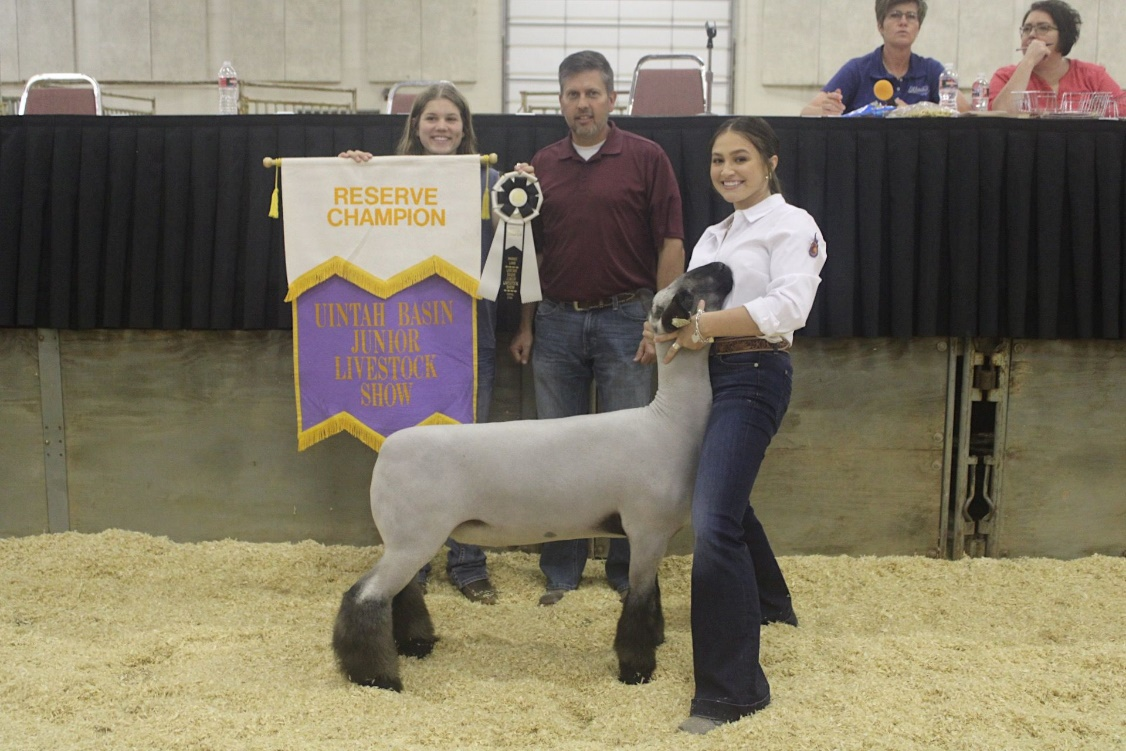 RESERVE
CHAMPION
UINTAH BASIN
JUNIOR
LIVESTOCK
SHOW